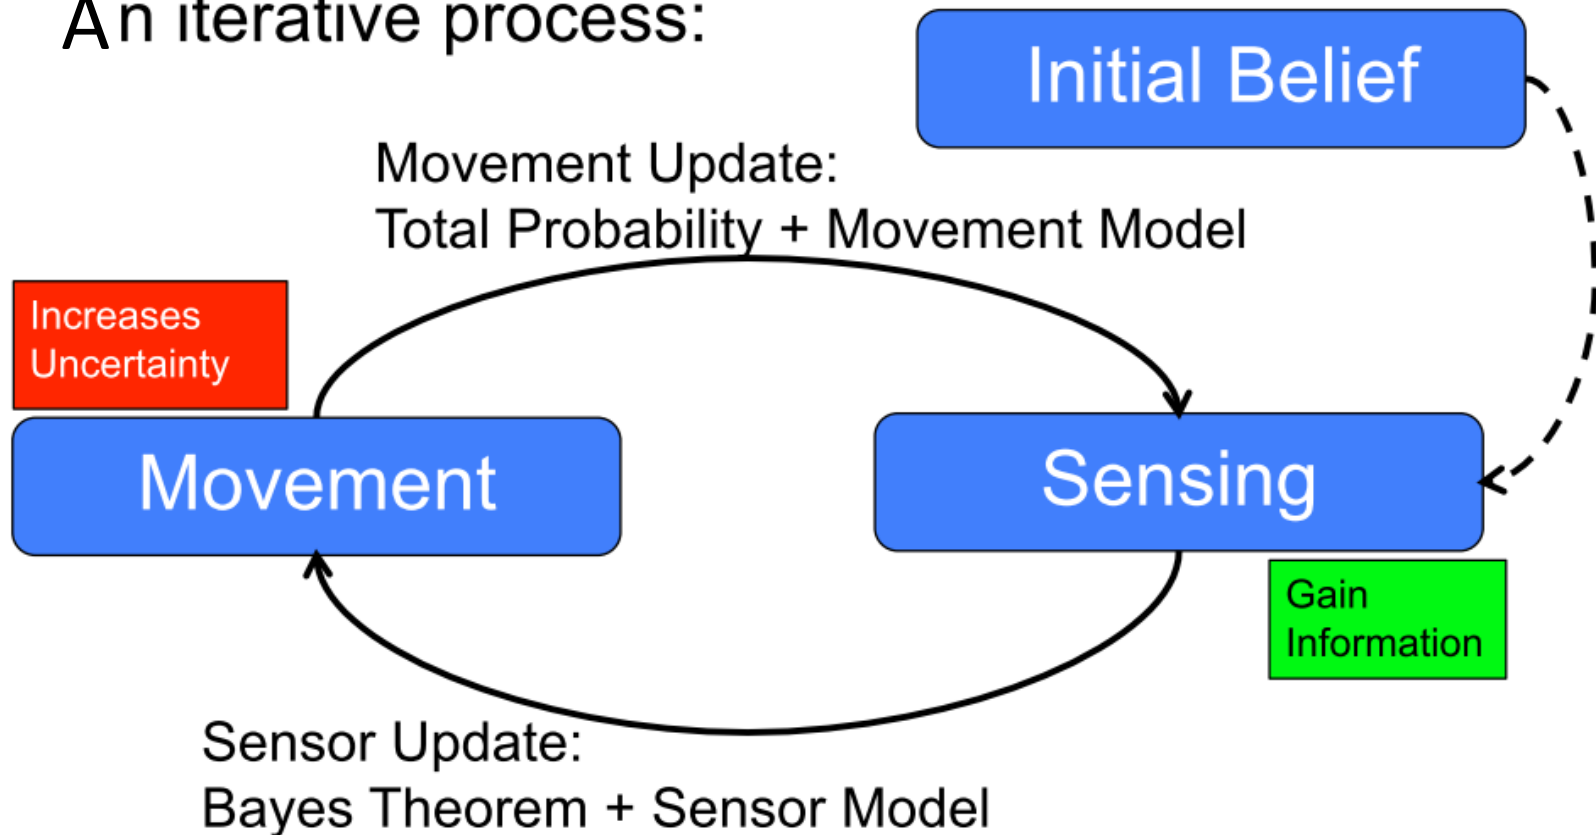 An iterative process:
Initial Belief
Movement Update:
Total Probability + Movement Model
Increases
Uncertainty
Movement
Sensing
Gain
Information
Sensor Update:
Bayes Theorem + Sensor Model